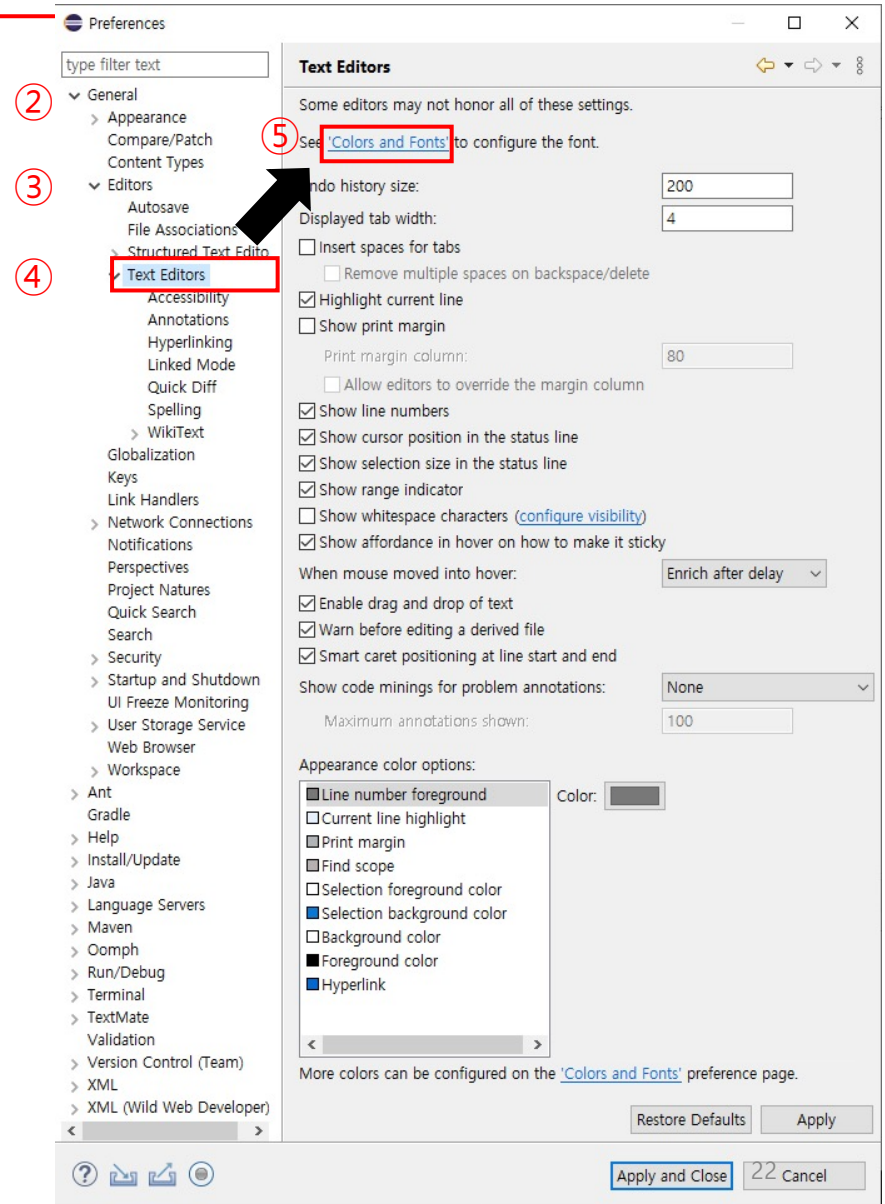 Preferences
type filter text
② General
Appearance
Compare/Patch
Content Types
③ Editors
Autosave
File Associations
Structured Text Edito
④ Text Editors
Accessibility
Annotations
Hyperlinking
Linked Mode
Quick Diff
Spelling
WikiText
Globalization
Keys
Link Handlers
Network Connections
Notifications
Perspectives
Project Natures
Quick Search
Search
Security
Startup and Shutdown
UI Freeze Monitoring
User Storage Service
Web Browser
Workspace
Ant
Gradle
Help
Install/Update
Java
Language Servers
Maven
Oomph
Run/Debug
Terminal
TextMate
Validation
Version Control (Team)
XML
XML (Wild Web Developer)
Text Editors
Some editors may not honor all of these settings.
⑤ See 'Colors and Fonts' to configure the font.
ndo history size: 200
Displayed tab width: 4
Insert spaces for tabs
Remove multiple spaces on backspace/delete
Highlight current line
Show print margin
Print margin column: 80
Allow editors to override the margin column
Show line numbers
Show cursor position in the status line
Show selection size in the status line
Show range indicator
Show whitespace characters (configure visibility)
Show affordance in hover on how to make it sticky
When mouse moved into hover: Enrich after delay
Enable drag and drop of text
Warn before editing a derived file
Smart caret positioning at line start and end
Show code minings for problem annotations: None
Maximum annotations shown: 100
Appearance color options:
Line number foreground Color:
Current line highlight
Print margin
Find scope
Selection foreground color
Selection background color
Background color
Foreground color
Hyperlink
More colors can be configured on the 'Colors and Fonts' preference page.
Restore Defaults Apply
Apply and Close 22 Cancel